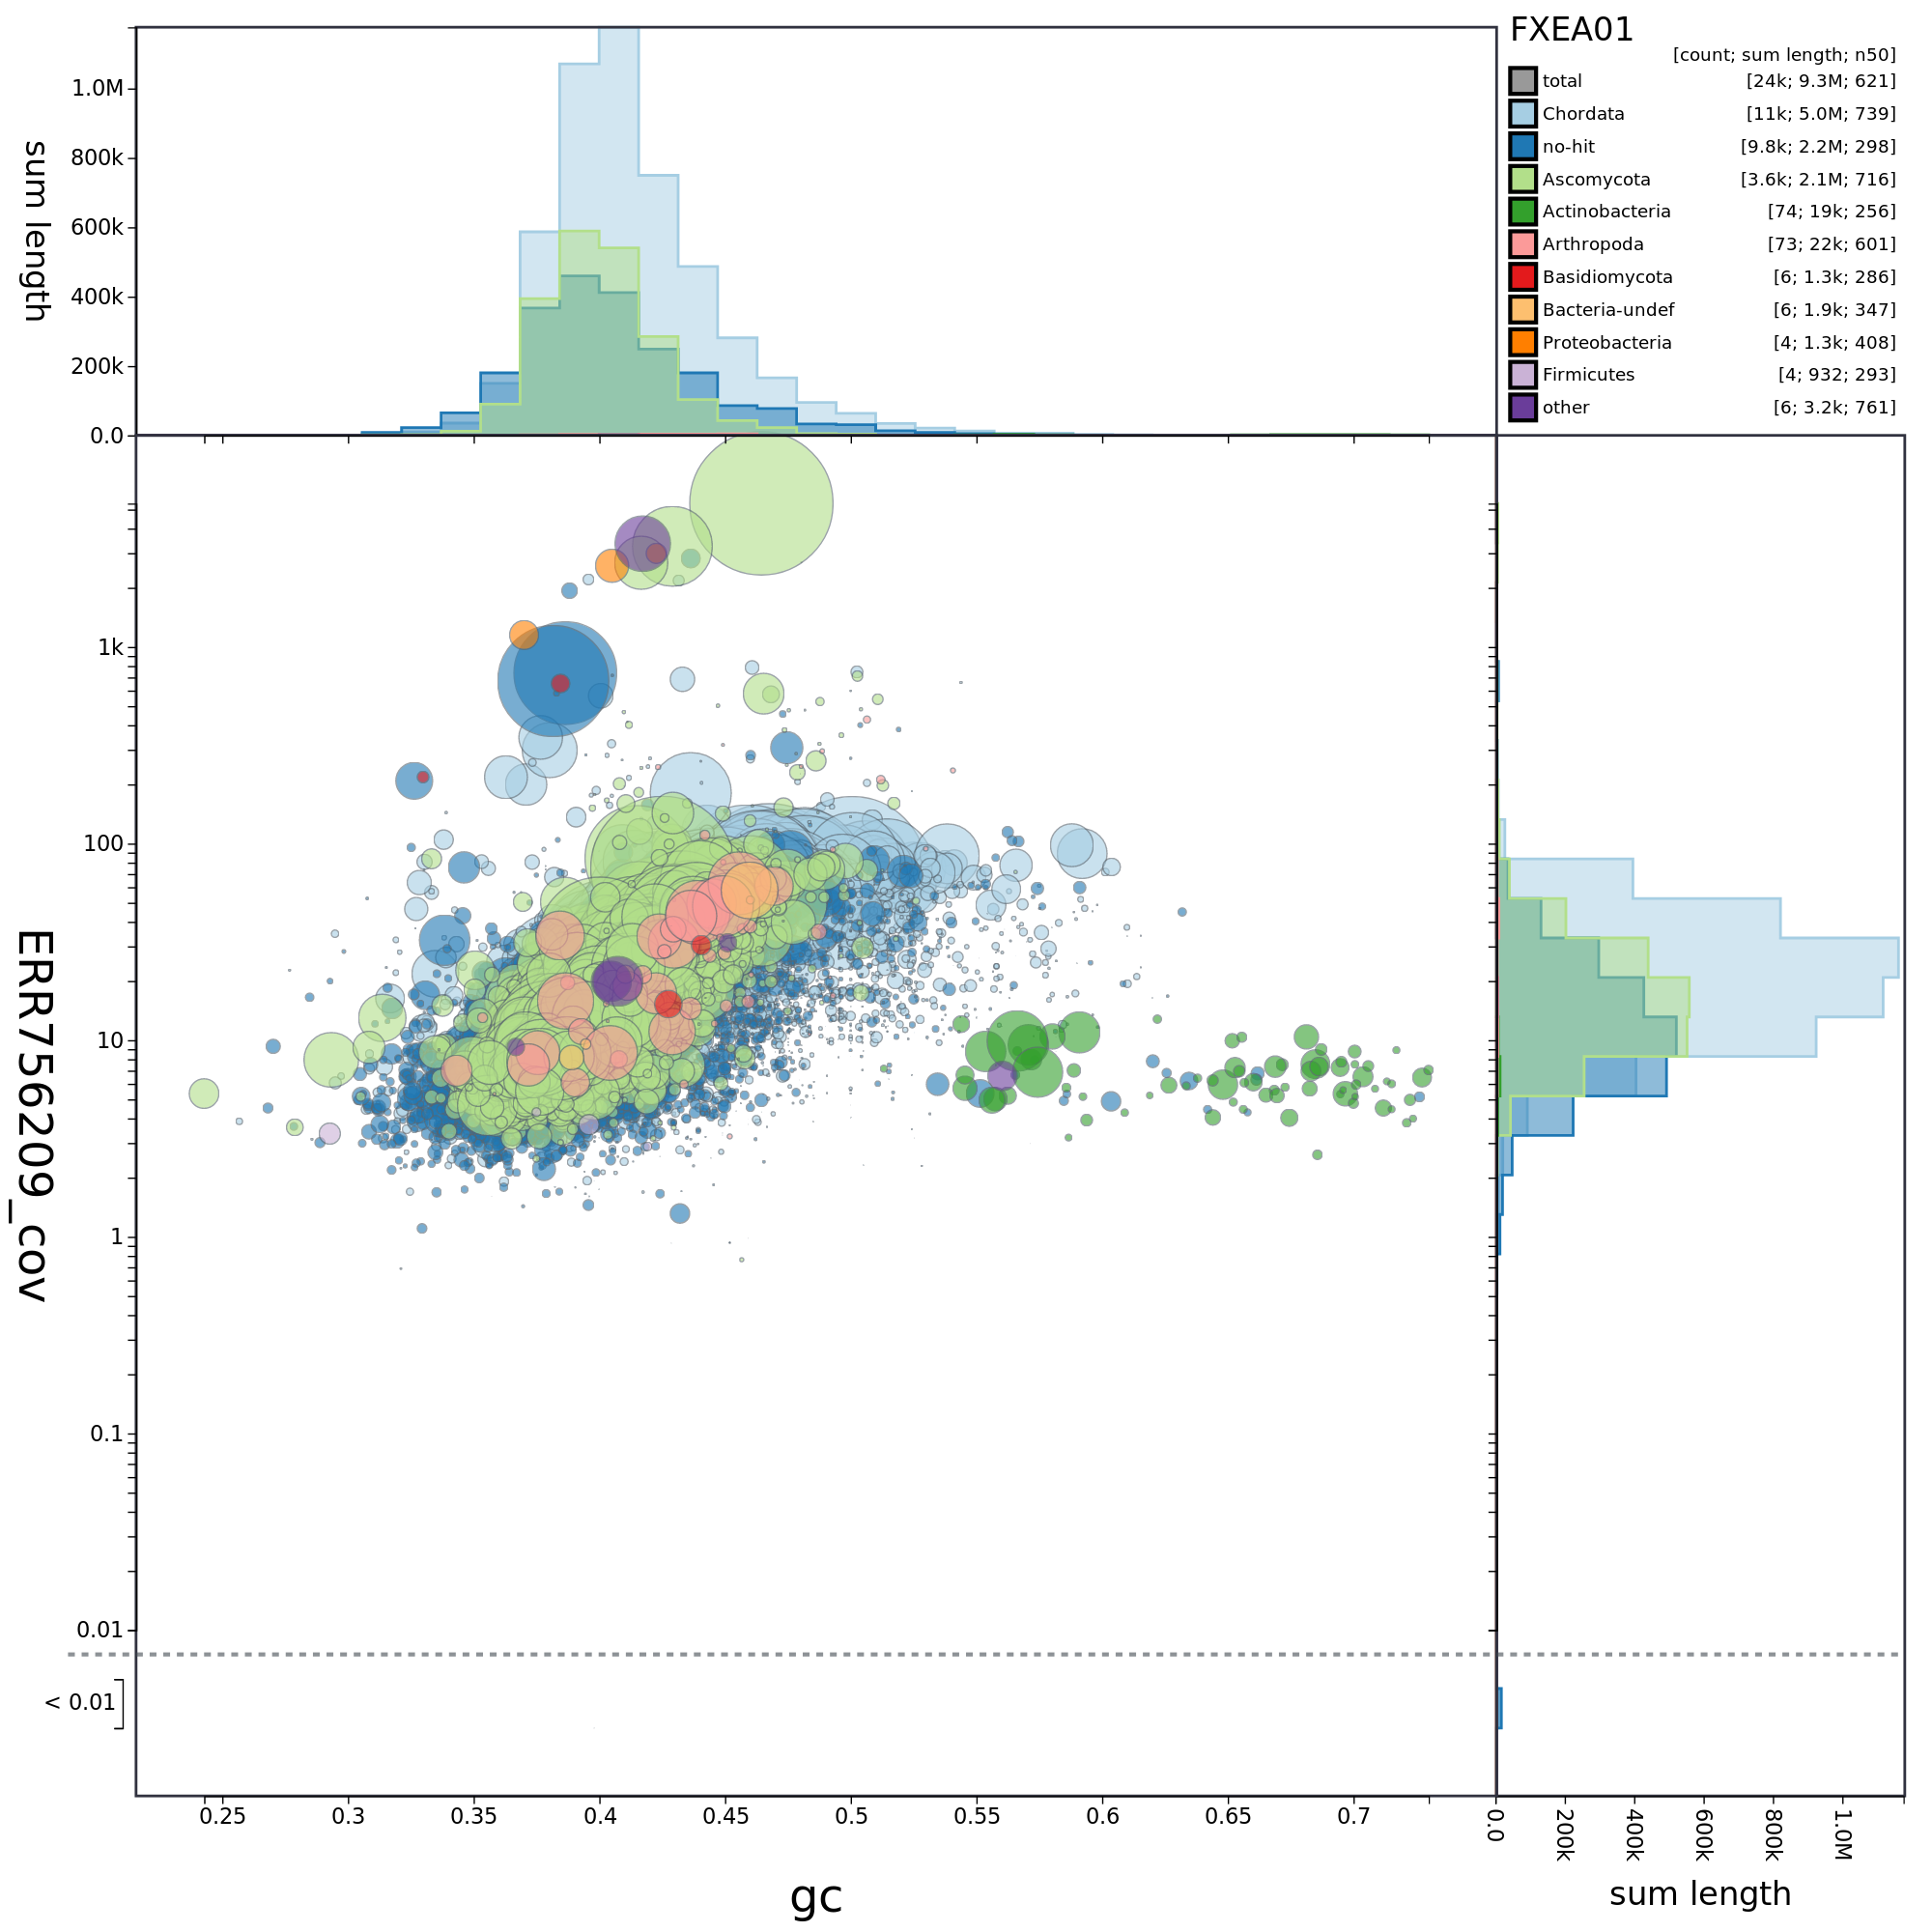 FXEA01
[count; sum length; n50]
total [24k; 9.3M; 621]
Chordata [11k; 5.0M; 739]
no-hit [9.8k; 2.2M; 298]
Ascomycota [3.6k; 2.1M; 716]
Actinobacteria [74; 19k; 256]
Arthropoda [73; 22k; 601]
Basidiomycota [6; 1.3k; 286]
Bacteria-undef [6; 1.9k; 347]
Proteobacteria [4; 1.3k; 408]
Firmicutes [4; 932; 293]
other [6; 3.2k; 761]
sum length
1.0M
800k
600k
400k
200k
0.0
ERR756209_cov
1k
100
10
1
0.1
0.01
< 0.01
0.25 0.3 0.35 0.4 0.45 0.5 0.55 0.6 0.65 0.7
gc
0.0 200k 400k 600k 800k 1.0M
sum length